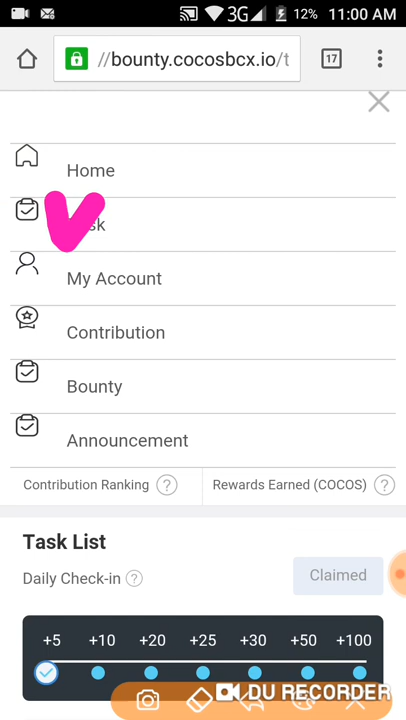 3G 12% 11:00 AM
//bounty.cocosbcx.io/t 17
Home
My Account
Contribution
Bounty
Announcement
Contribution Ranking ? Rewards Earned (COCOS) ?
Task List
Daily Check-in ? Claimed
+5 +10 +20 +25 +30 +50 +100
DU RECORDER